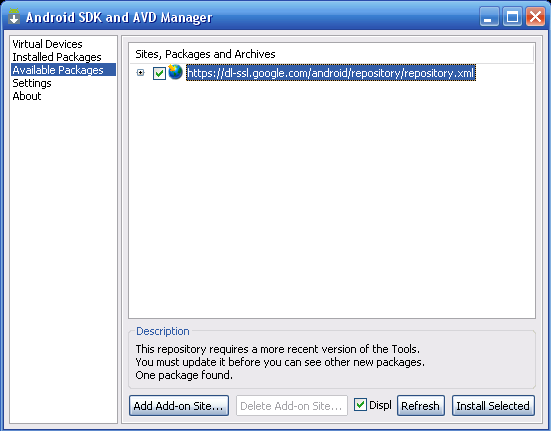 Android SDK and AVD Manager
Virtual Devices
Installed Packages
Available Packages
Settings
About
Sites, Packages and Archives
https://dl-ssl.google.com/android/repository/repository.xml
Description
This repository requires a more recent version of the Tools.
You must update it before you can see other new packages.
One package found.
Add Add-on Site... Delete Add-on Site... Displ Refresh Install Selected